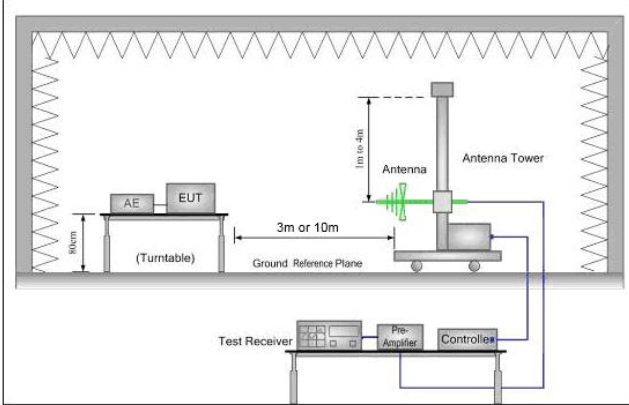 1m to 4m
Antenna
Antenna Tower
AE
EUT
80cm
3m or 10m
(Turntable)
Ground Reference Plane
Test Receiver
Pre-
Amplifier
Controller